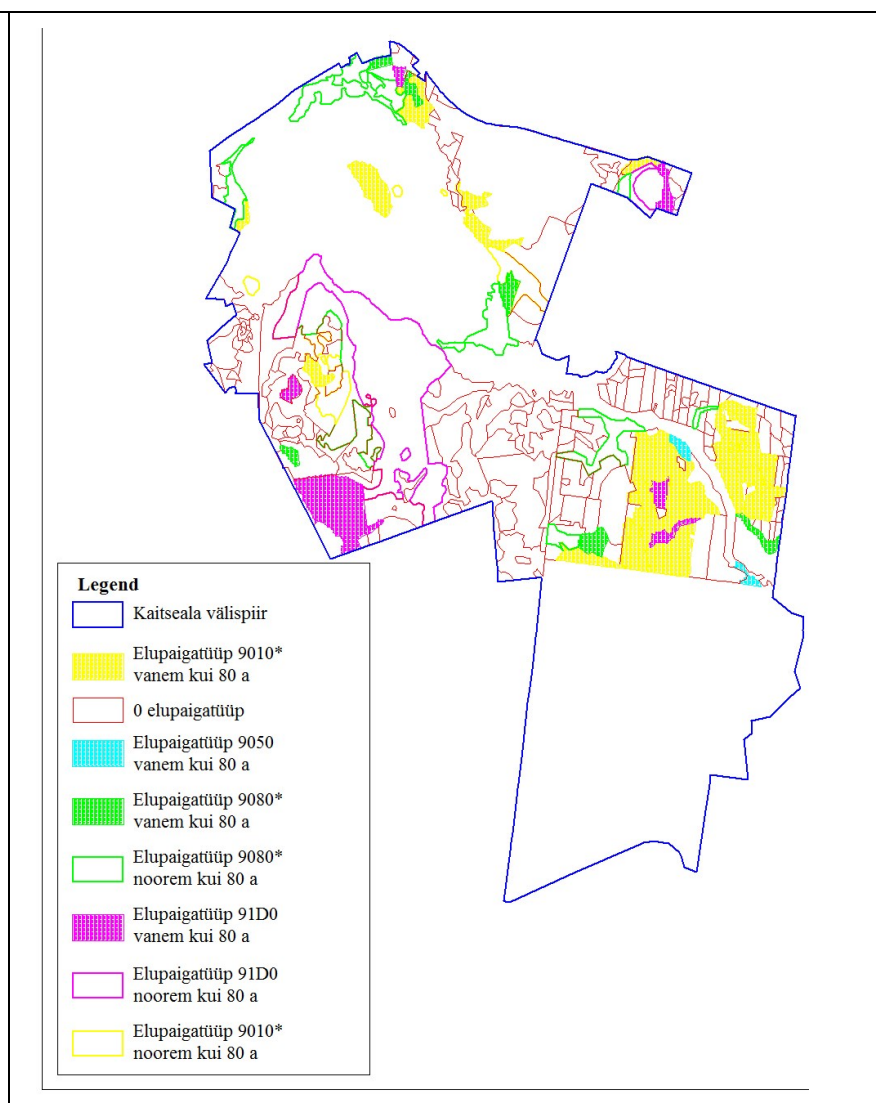 Legend
Kaitseala välispiir
Elupaigatüüp 9010*
vanem kui 80 a
0 elupaigatüüp
Elupaigatüüp 9050
vanem kui 80 a
Elupaigatüüp 9080*
vanem kui 80 a
Elupaigatüüp 9080*
noorem kui 80 a
Elupaigatüüp 91D0
vanem kui 80 a
Elupaigatüüp 91D0
noorem kui 80 a
Elupaigatüüp 9010*
noorem kui 80 a